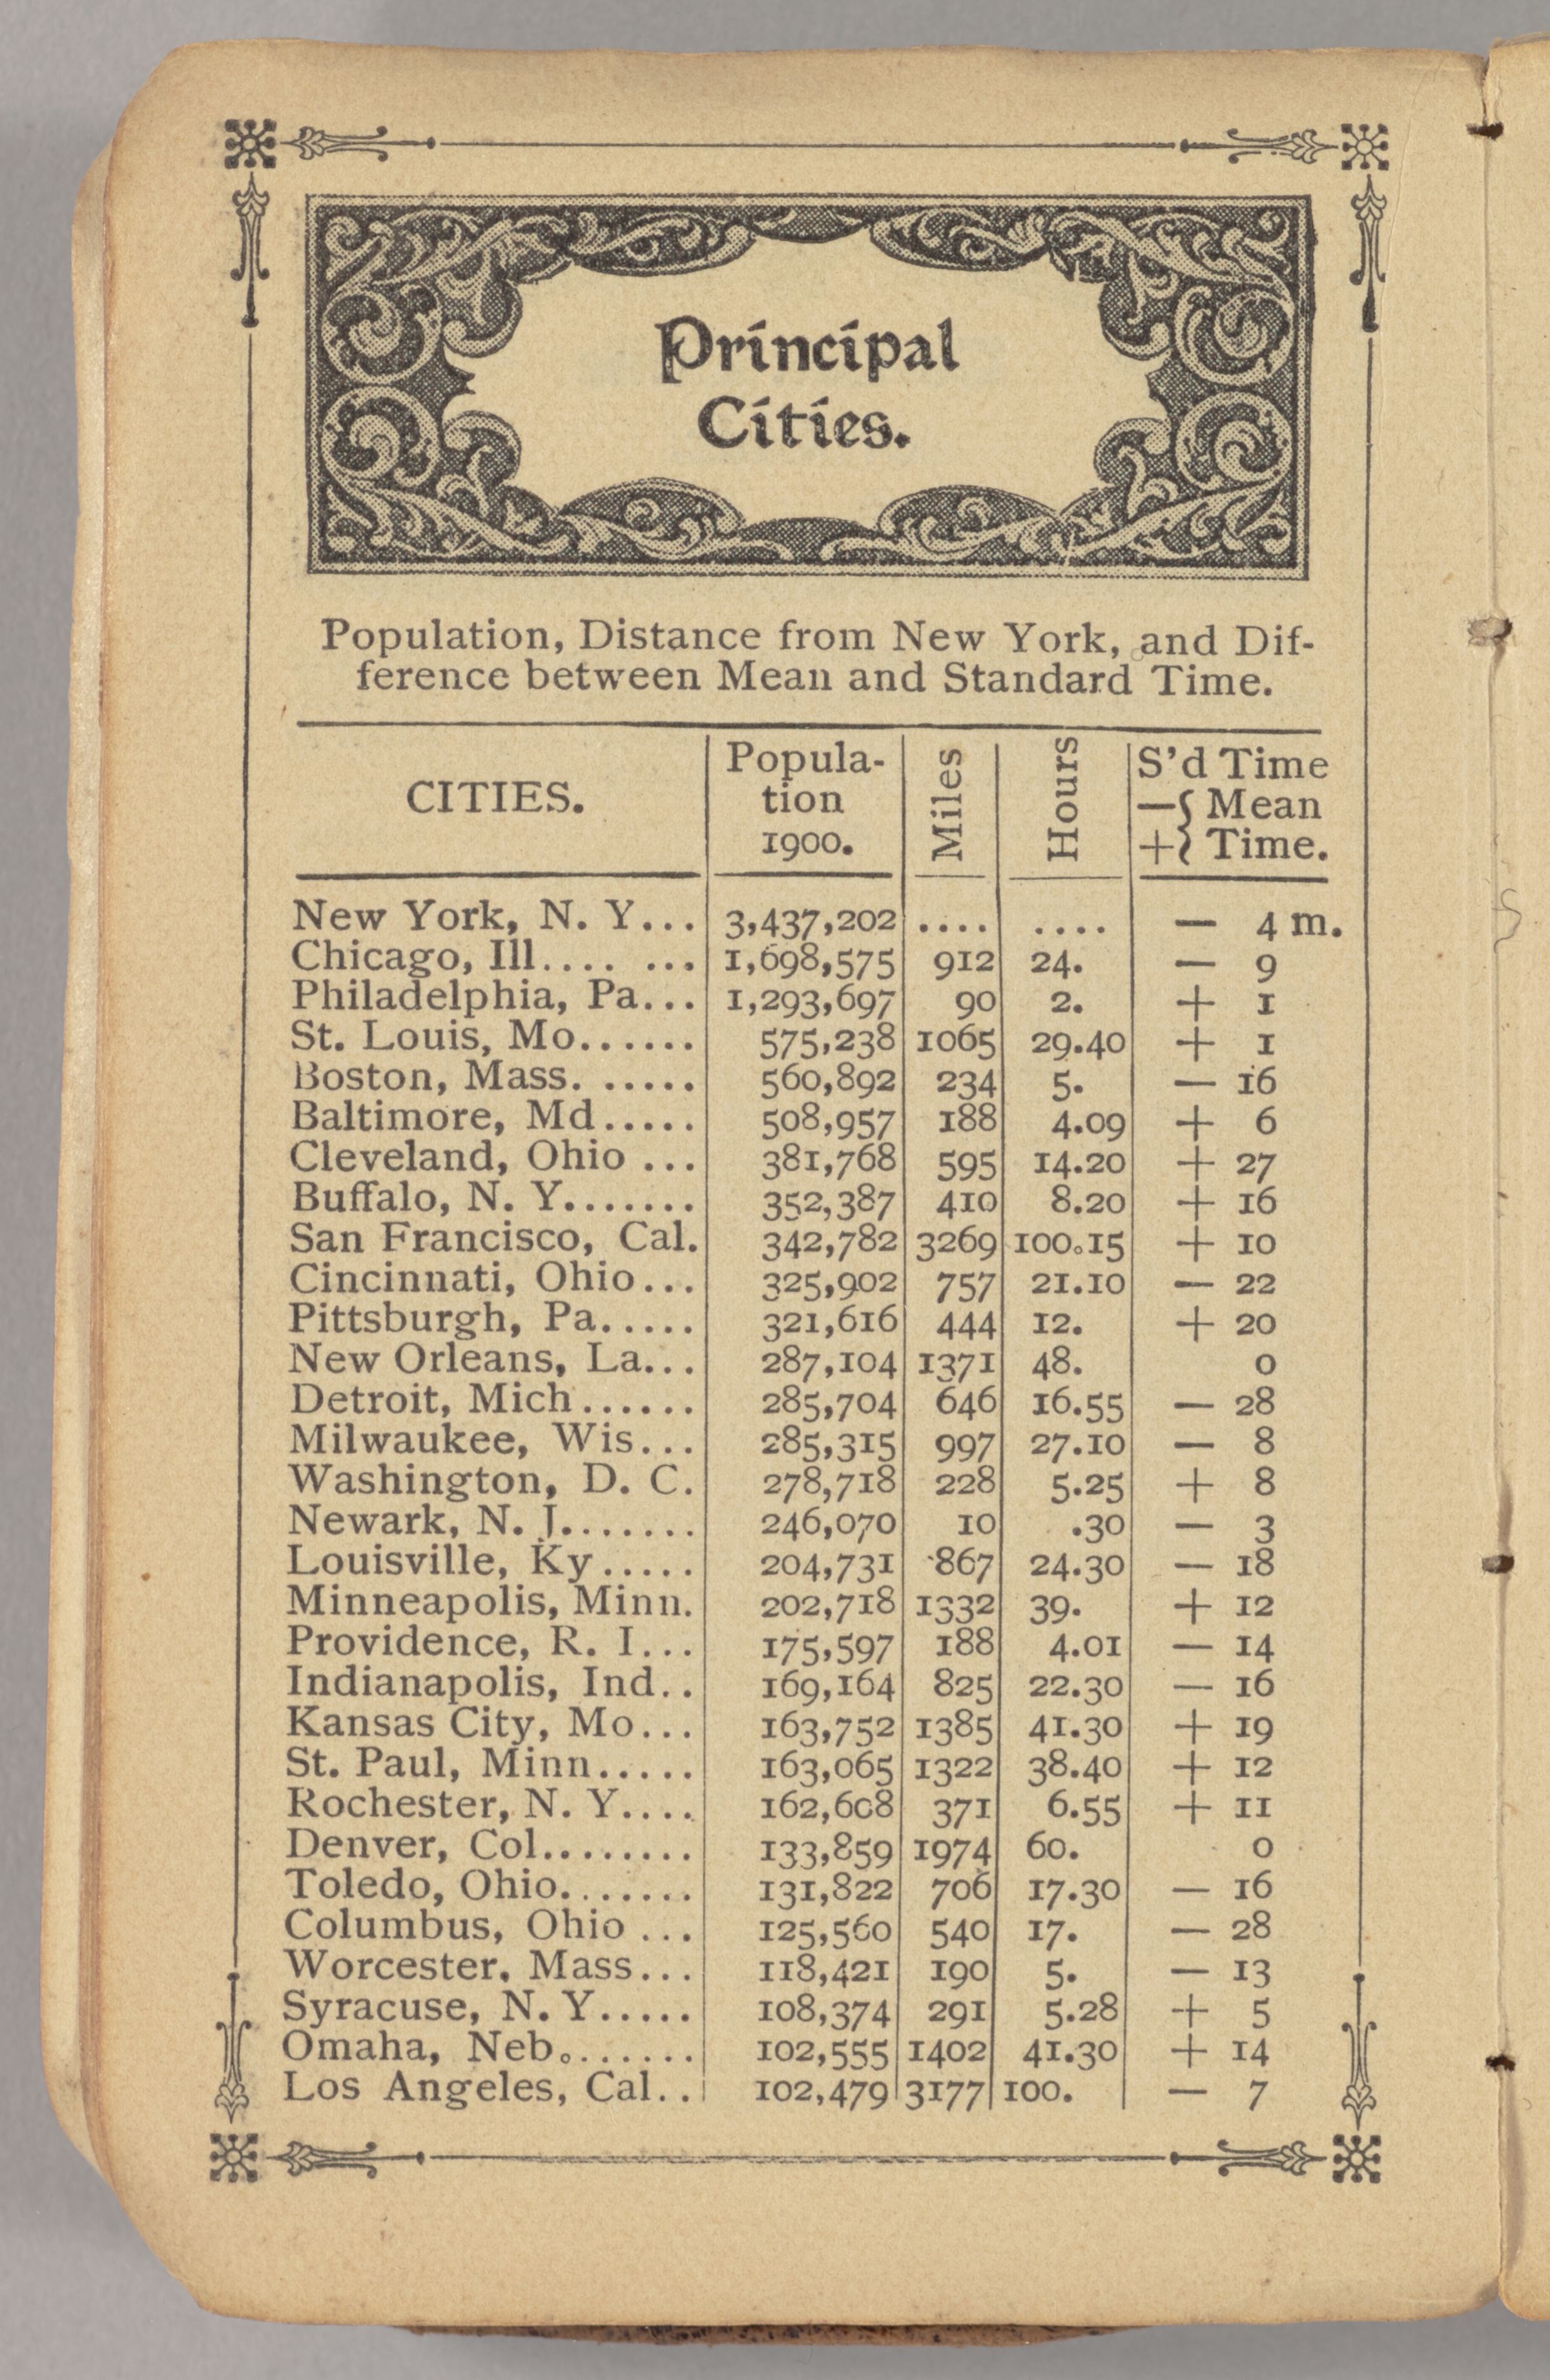 Principal
Cities.
Population, Distance from New York, and Dif-
ference between Mean and Standard Time.
CITIES. Popula- tion 1900. Miles Hours S'd Time —{ Mean +} Time.
New York, N. Y... 3,437,202 .... .... — 4 m.
Chicago, Ill.... ... 1,698,575 912 24. — 9
Philadelphia, Pa... 1,293,697 90 2. + 1
St. Louis, Mo...... 575,238 1065 29.40 + 1
Boston, Mass. ..... 560,892 234 5. — 16
Baltimore, Md..... 508,957 188 4.09 + 6
Cleveland, Ohio ... 381,768 595 14.20 + 27
Buffalo, N. Y....... 352,387 410 8.20 + 16
San Francisco, Cal. 342,782 3269 100.15 + 10
Cincinnati, Ohio... 325,902 757 21.10 — 22
Pittsburgh, Pa..... 321,616 444 12. + 20
New Orleans, La... 287,104 1371 48. 0
Detroit, Mich...... 285,704 646 16.55 — 28
Milwaukee, Wis... 285,315 997 27.10 — 8
Washington, D. C. 278,718 228 5.25 + 8
Newark, N. J....... 246,070 10 .30 — 3
Louisville, Ky..... 204,731 867 24.30 — 18
Minneapolis, Minn. 202,718 1332 39. + 12
Providence, R. I... 175,597 188 4.01 — 14
Indianapolis, Ind.. 169,164 825 22.30 — 16
Kansas City, Mo... 163,752 1385 41.30 + 19
St. Paul, Minn..... 163,065 1322 38.40 + 12
Rochester, N. Y.... 162,608 371 6.55 + 11
Denver, Col........ 133,859 1974 60. 0
Toledo, Ohio....... 131,822 706 17.30 — 16
Columbus, Ohio ... 125,560 540 17. — 28
Worcester, Mass... 118,421 190 5. — 13
Syracuse, N. Y..... 108,374 291 5.28 + 5
Omaha, Neb........ 102,555 1402 41.30 + 14
Los Angeles, Cal.. 102,479 3177 100. — 7